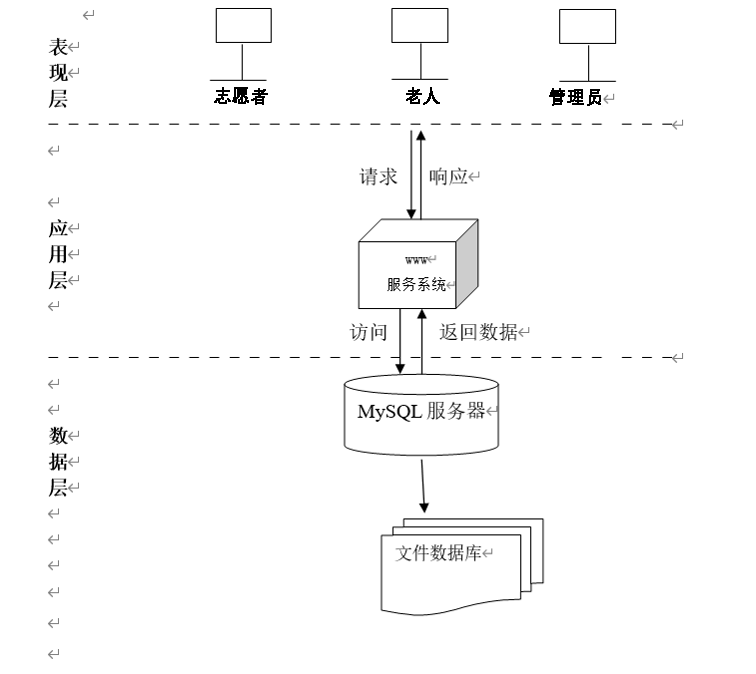 表现层
志愿者 老人 管理员
请求 响应
应用层
www
服务系统
访问 返回数据
MySQL 服务器
数据层
文件数据库